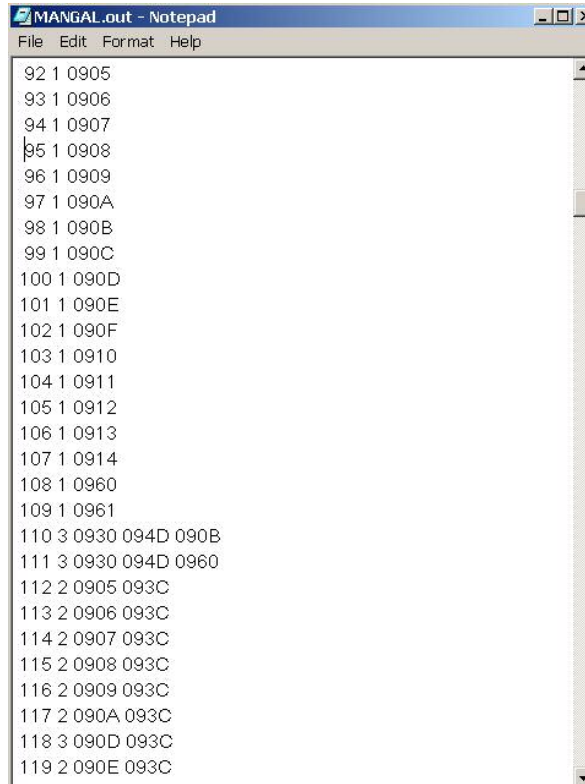 MANGAL.out - Notepad
File Edit Format Help
92 1 0905
93 1 0906
94 1 0907
95 1 0908
96 1 0909
97 1 090A
98 1 090B
99 1 090C
100 1 090D
101 1 090E
102 1 090F
103 1 0910
104 1 0911
105 1 0912
106 1 0913
107 1 0914
108 1 0960
109 1 0961
110 3 0930 094D 090B
111 3 0930 094D 0960
112 2 0905 093C
113 2 0906 093C
114 2 0907 093C
115 2 0908 093C
116 2 0909 093C
117 2 090A 093C
118 3 090D 093C
119 2 090E 093C